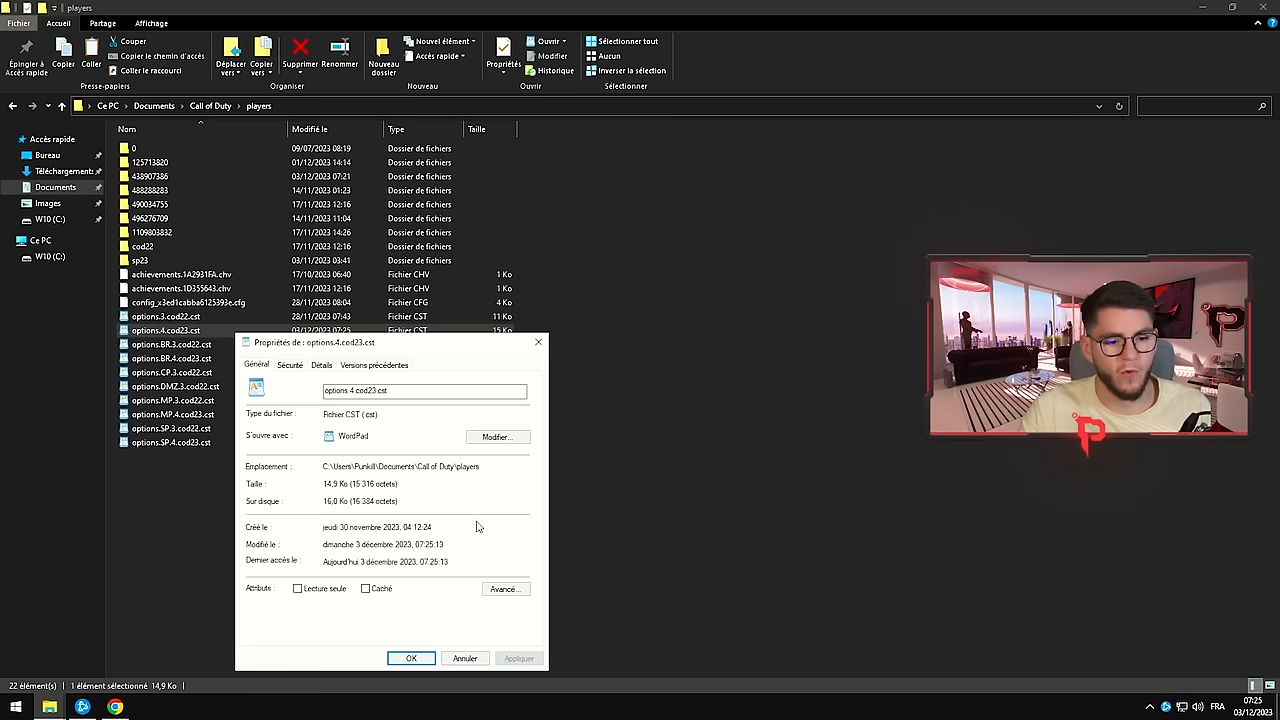 players
Fichier
Accueil
Partage
Affichage
Épingler à
Accès rapide
Copier
Coller
Couper
Copier le chemin d'accès
Coller le raccourci
Presse-papiers
Déplacer
vers
Copier
vers
Supprimer
Renommer
Organiser
Nouveau
dossier
Nouvel élément
Accès rapide
Nouveau
Propriétés
Ouvrir
Modifier
Historique
Ouvrir
Sélectionner tout
Aucun
Inverser la sélection
Sélectionner
Ce PC > Documents > Call of Duty > players
Accès rapide
Bureau
Téléchargements
Documents
Images
W10 (C:)
Ce PC
W10 (C:)
Nom Modifié le Type Taille
0 09/07/2023 08:19 Dossier de fichiers
125713820 01/12/2023 14:14 Dossier de fichiers
438907386 03/12/2023 07:21 Dossier de fichiers
488288283 14/11/2023 01:23 Dossier de fichiers
490034755 17/11/2023 12:16 Dossier de fichiers
496276709 14/11/2023 11:04 Dossier de fichiers
1109803832 17/11/2023 14:26 Dossier de fichiers
cod22 17/11/2023 12:16 Dossier de fichiers
sp23 03/11/2023 03:41 Dossier de fichiers
achievements.1A2931FA.chv 17/10/2023 06:40 Fichier CHV 1 Ko
achievements.1D355643.chv 17/11/2023 12:16 Fichier CHV 1 Ko
config_x3ed1cabba6125393e.cfg 28/11/2023 08:04 Fichier CFG 4 Ko
options.3.cod22.cst 28/11/2023 07:43 Fichier CST 11 Ko
options.4.cod23.cst 03/12/2023 07:25 Fichier CST 15 Ko
options.BR.3.cod22.cst
options.BR.4.cod23.cst
options.CP.3.cod22.cst
options.DMZ.3.cod22.cst
options.MP.3.cod22.cst
options.MP.4.cod23.cst
options.SP.3.cod22.cst
options.SP.4.cod23.cst
Propriétés de : options.4.cod23.cst
Général Sécurité Détails Versions précédentes
options.4.cod23.cst
Type du fichier : Fichier CST (.cst)
S'ouvre avec : WordPad Modifier...
Emplacement : C:\Users\Punkill\Documents\Call of Duty\players
Taille : 14,9 Ko (15 316 octets)
Sur disque : 16,0 Ko (16 384 octets)
Créé le : jeudi 30 novembre 2023, 04:12:24
Modifié le : dimanche 3 décembre 2023, 07:25:13
Dernier accès le : Aujourd'hui 3 décembre 2023, 07:25:13
Attributs : Lecture seule Caché Avancé...
OK Annuler Appliquer
22 élément(s) 1 élément sélectionné 14,9 Ko
FRA
07:25
03/12/2023